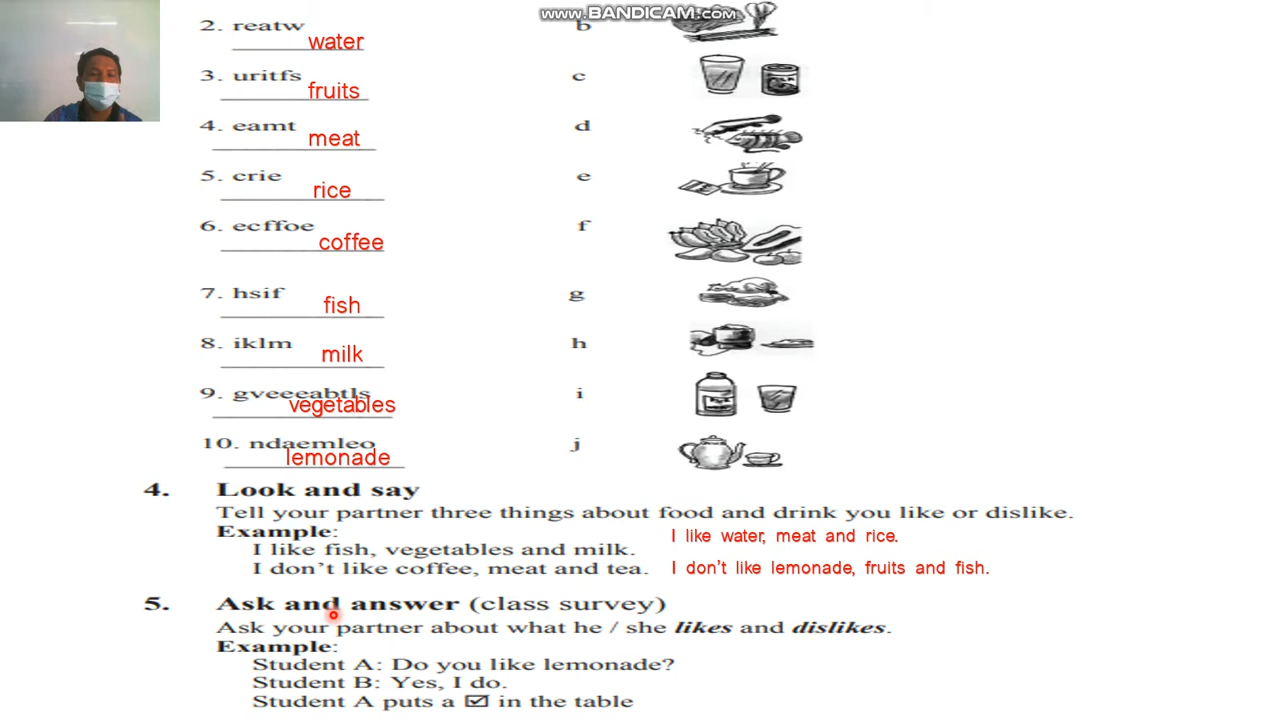 www.BANDICAM.com
2. reatw b
water
3. uritfs c
fruits
4. eamt d
meat
5. crie e
rice
6. ecffoe f
coffee
7. hsif g
fish
8. iklm h
milk
9. gveeeabtls i
vegetables
10. ndaemleo j
lemonade
4. Look and say
Tell your partner three things about food and drink you like or dislike.
Example:
I like fish, vegetables and milk. I like water, meat and rice.
I don't like coffee, meat and tea. I don't like lemonade, fruits and fish.
5. Ask and answer (class survey)
Ask your partner about what he / she likes and dislikes.
Example:
Student A: Do you like lemonade?
Student B: Yes, I do.
Student A puts a ☑ in the table